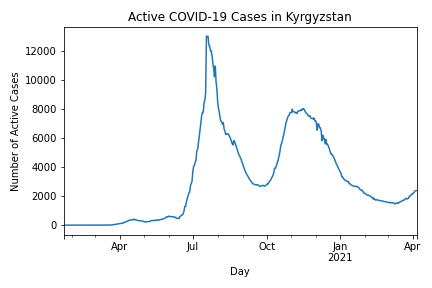 Active COVID-19 Cases in Kyrgyzstan
Number of Active Cases
12000
10000
8000
6000
4000
2000
0
Apr
Jul
Oct
Jan
2021
Apr
Day